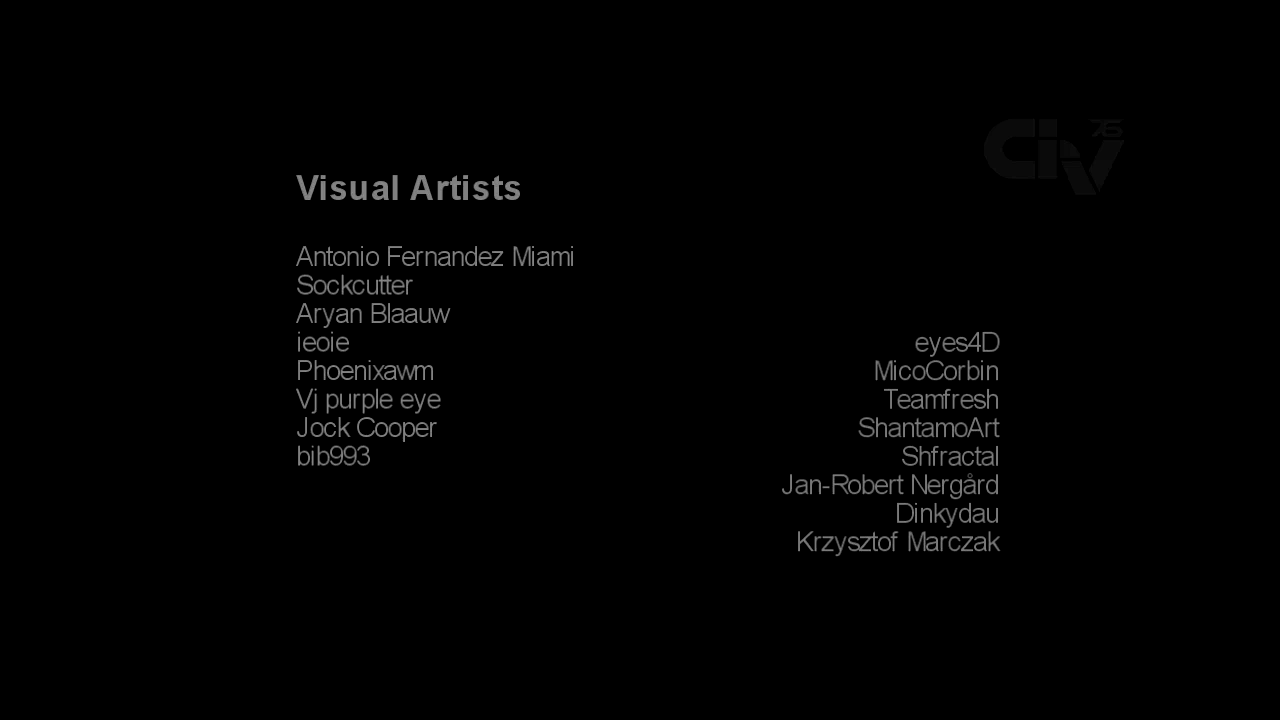 Visual Artists
Antonio Fernandez Miami
Sockcutter
Aryan Blaauw
ieoie
Phoenixawm
Vj purple eye
Jock Cooper
bib993
eyes4D
MicoCorbin
Teamfresh
ShantamoArt
Shfractal
Jan-Robert Nergård
Dinkydau
Krzysztof Marczak